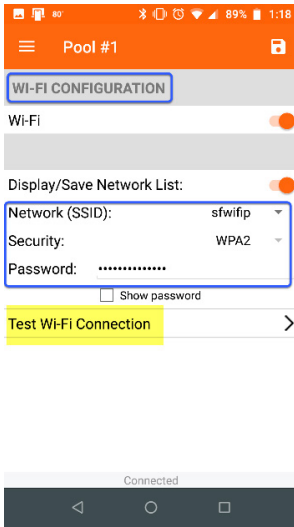 80°
89%
1:18
Pool #1
WI-FI CONFIGURATION
Wi-Fi
Display/Save Network List:
Network (SSID): sfwifip
Security: WPA2
Password: ••••••••••••••
Show password
Test Wi-Fi Connection
Connected